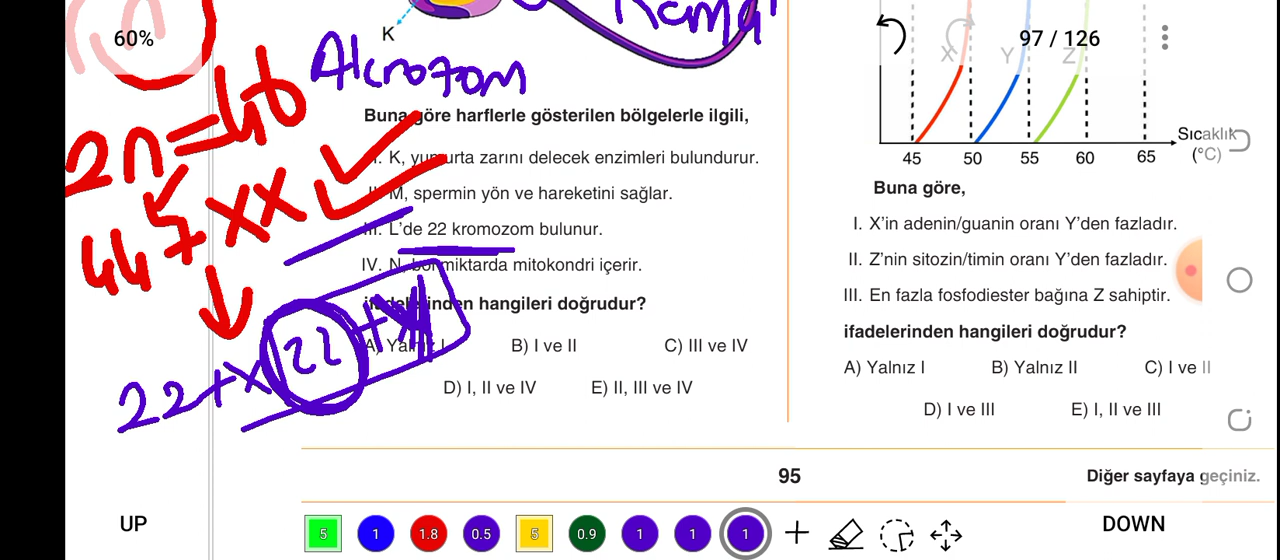 60%
K
Akrozom
2n=46
44+XX
22+X
22+Y
Buna göre harflerle gösterilen bölgelerle ilgili,
I. K, yumurta zarını delecek enzimleri bulundurur.
II. M, spermin yön ve hareketini sağlar.
III. L'de 22 kromozom bulunur.
IV. N, bol miktarda mitokondri içerir.
ifadelerinden hangileri doğrudur?
A) Yalnız I B) I ve II C) III ve IV
D) I, II ve IV E) II, III ve IV
97 / 126
X Y Z
45 50 55 60 65
Sıcaklık
(°C)
Buna göre,
I. X'in adenin/guanin oranı Y'den fazladır.
II. Z'nin sitozin/timin oranı Y'den fazladır.
III. En fazla fosfodiester bağına Z sahiptir.
ifadelerinden hangileri doğrudur?
A) Yalnız I B) Yalnız II C) I ve II
D) I ve III E) I, II ve III
95
Diğer sayfaya geçiniz.
UP
5 1 1.8 0.5 5 0.9 1 1 1
DOWN